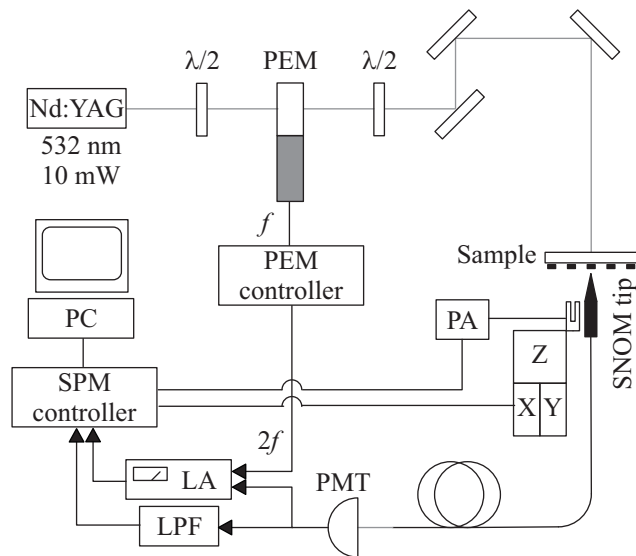 λ/2
PEM
λ/2
Nd:YAG
532 nm
10 mW
f
PEM
controller
Sample
SNOM tip
PC
PA
Z
SPM
controller
X Y
2f
LA
PMT
LPF